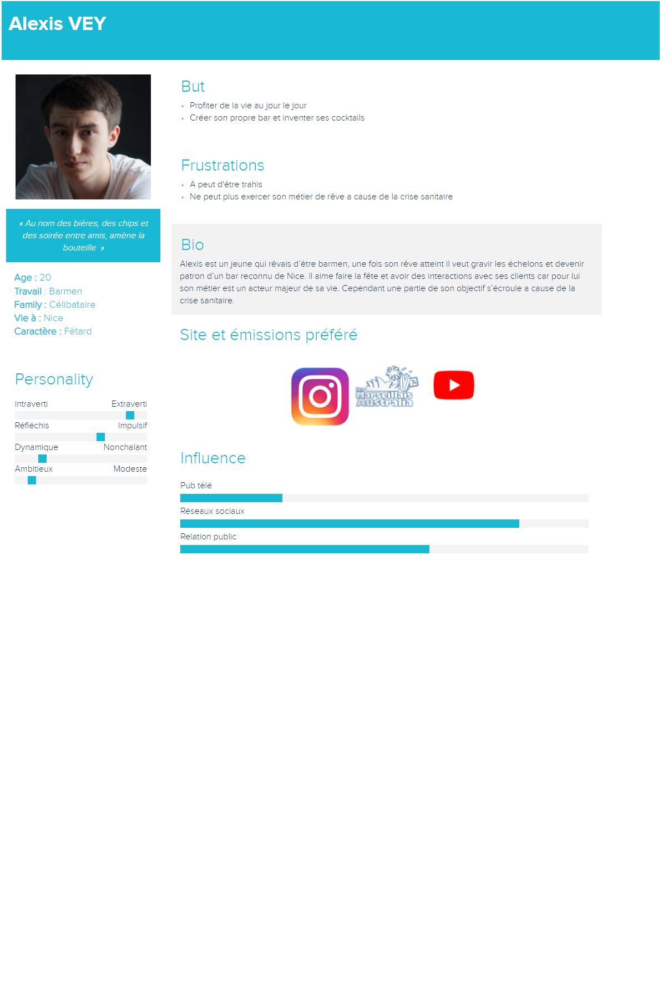 Alexis VEY
« Au nom des bières, des chips et
des soirée entre amis, amène la
bouteille  »
Age : 20
Travail : Barmen
Family : Célibataire
Vie à : Nice
Caractère : Fêtard
Personality
intraverti Extraverti
Réfléchis Impulsif
Dynamique Nonchalant
Ambitieux Modeste
But
• Profiter de la vie au jour le jour
• Créer son propre bar et inventer ses cocktails
Frustrations
• A peut d'être trahis
• Ne peut plus exercer son métier de rêve a cause de la crise sanitaire
Bio
Alexis est un jeune qui rêvais d’être barmen, une fois son rêve atteint il veut gravir les échelons et devenir
patron d’un bar reconnu de Nice. Il aime faire la fête et avoir des interactions avec ses clients car pour lui
son métier est un acteur majeur de sa vie. Cependant une partie de son objectif s’écroule a cause de la
crise sanitaire.
Site et émissions préféré
les
Marseillais
Australia
Influence
Pub télé
Réseaux sociaux
Relation public